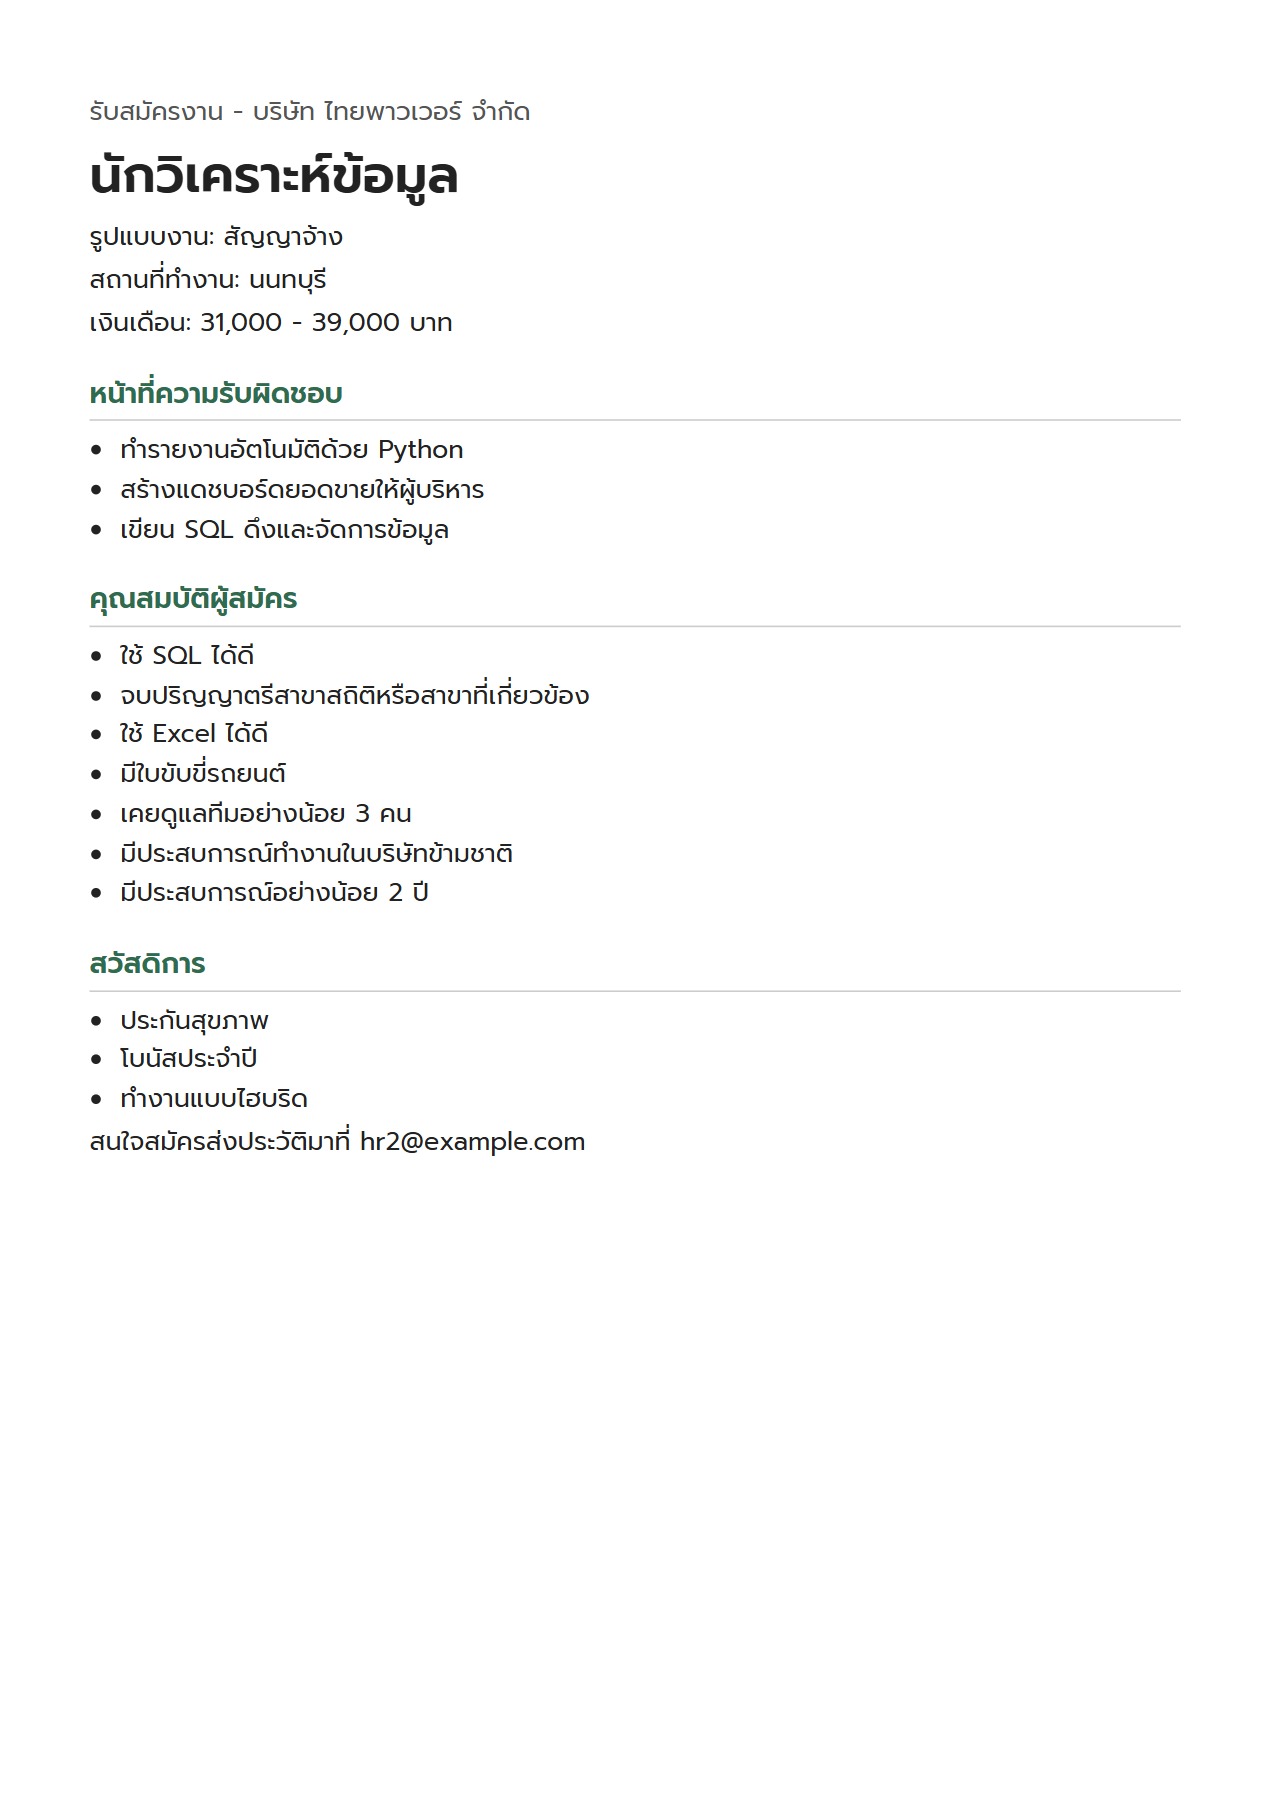 รับสมัครงาน - บริษัท ไทยพาวเวอร์ จำกัด
นักวิเคราะห์ข้อมูล
รูปแบบงาน: สัญญาจ้าง
สถานที่ทำงาน: นนทบุรี
เงินเดือน: 31,000 - 39,000 บาท
หน้าที่ความรับผิดชอบ
• ทำรายงานอัตโนมัติด้วย Python
• สร้างแดชบอร์ดยอดขายให้ผู้บริหาร
• เขียน SQL ดึงและจัดการข้อมูล
คุณสมบัติผู้สมัคร
• ใช้ SQL ได้ดี
• จบปริญญาตรีสาขาสถิติหรือสาขาที่เกี่ยวข้อง
• ใช้ Excel ได้ดี
• มีใบขับขี่รถยนต์
• เคยดูแลทีมอย่างน้อย 3 คน
• มีประสบการณ์ทำงานในบริษัทข้ามชาติ
• มีประสบการณ์อย่างน้อย 2 ปี
สวัสดิการ
• ประกันสุขภาพ
• โบนัสประจำปี
• ทำงานแบบไฮบริด
สนใจสมัครส่งประวัติมาที่ hr2@example.com